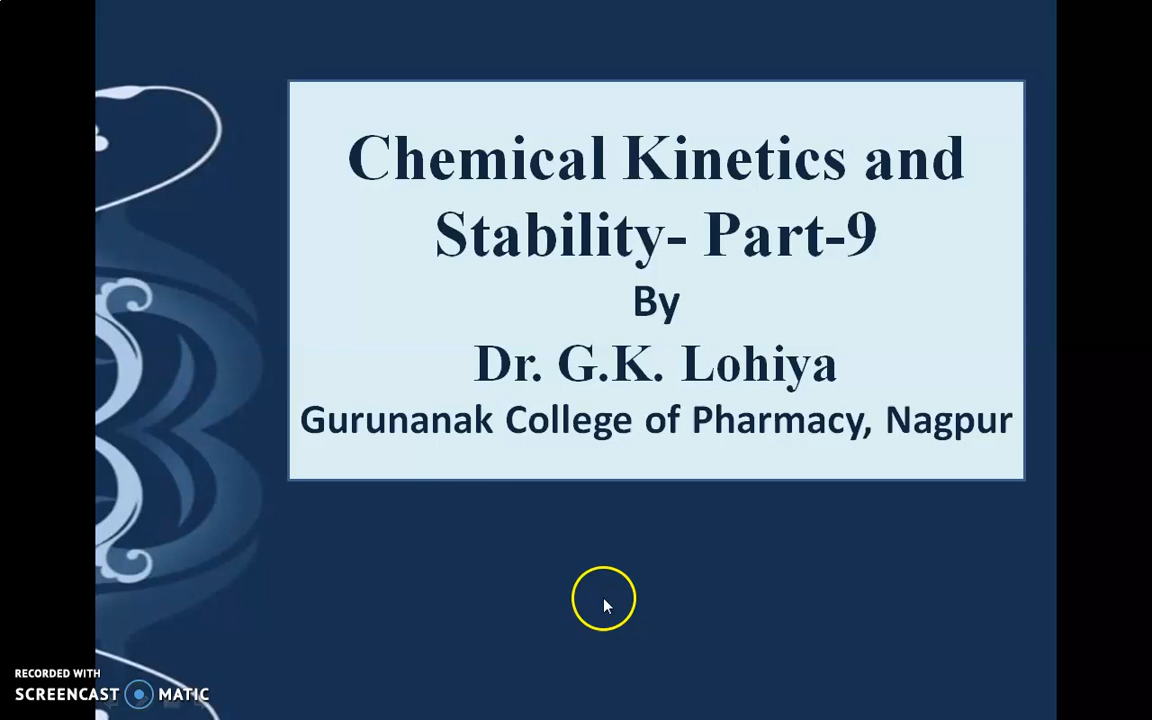 Chemical Kinetics and
Stability- Part-9
By
Dr. G.K. Lohiya
Gurunanak College of Pharmacy, Nagpur
RECORDED WITH
SCREENCAST MATIC